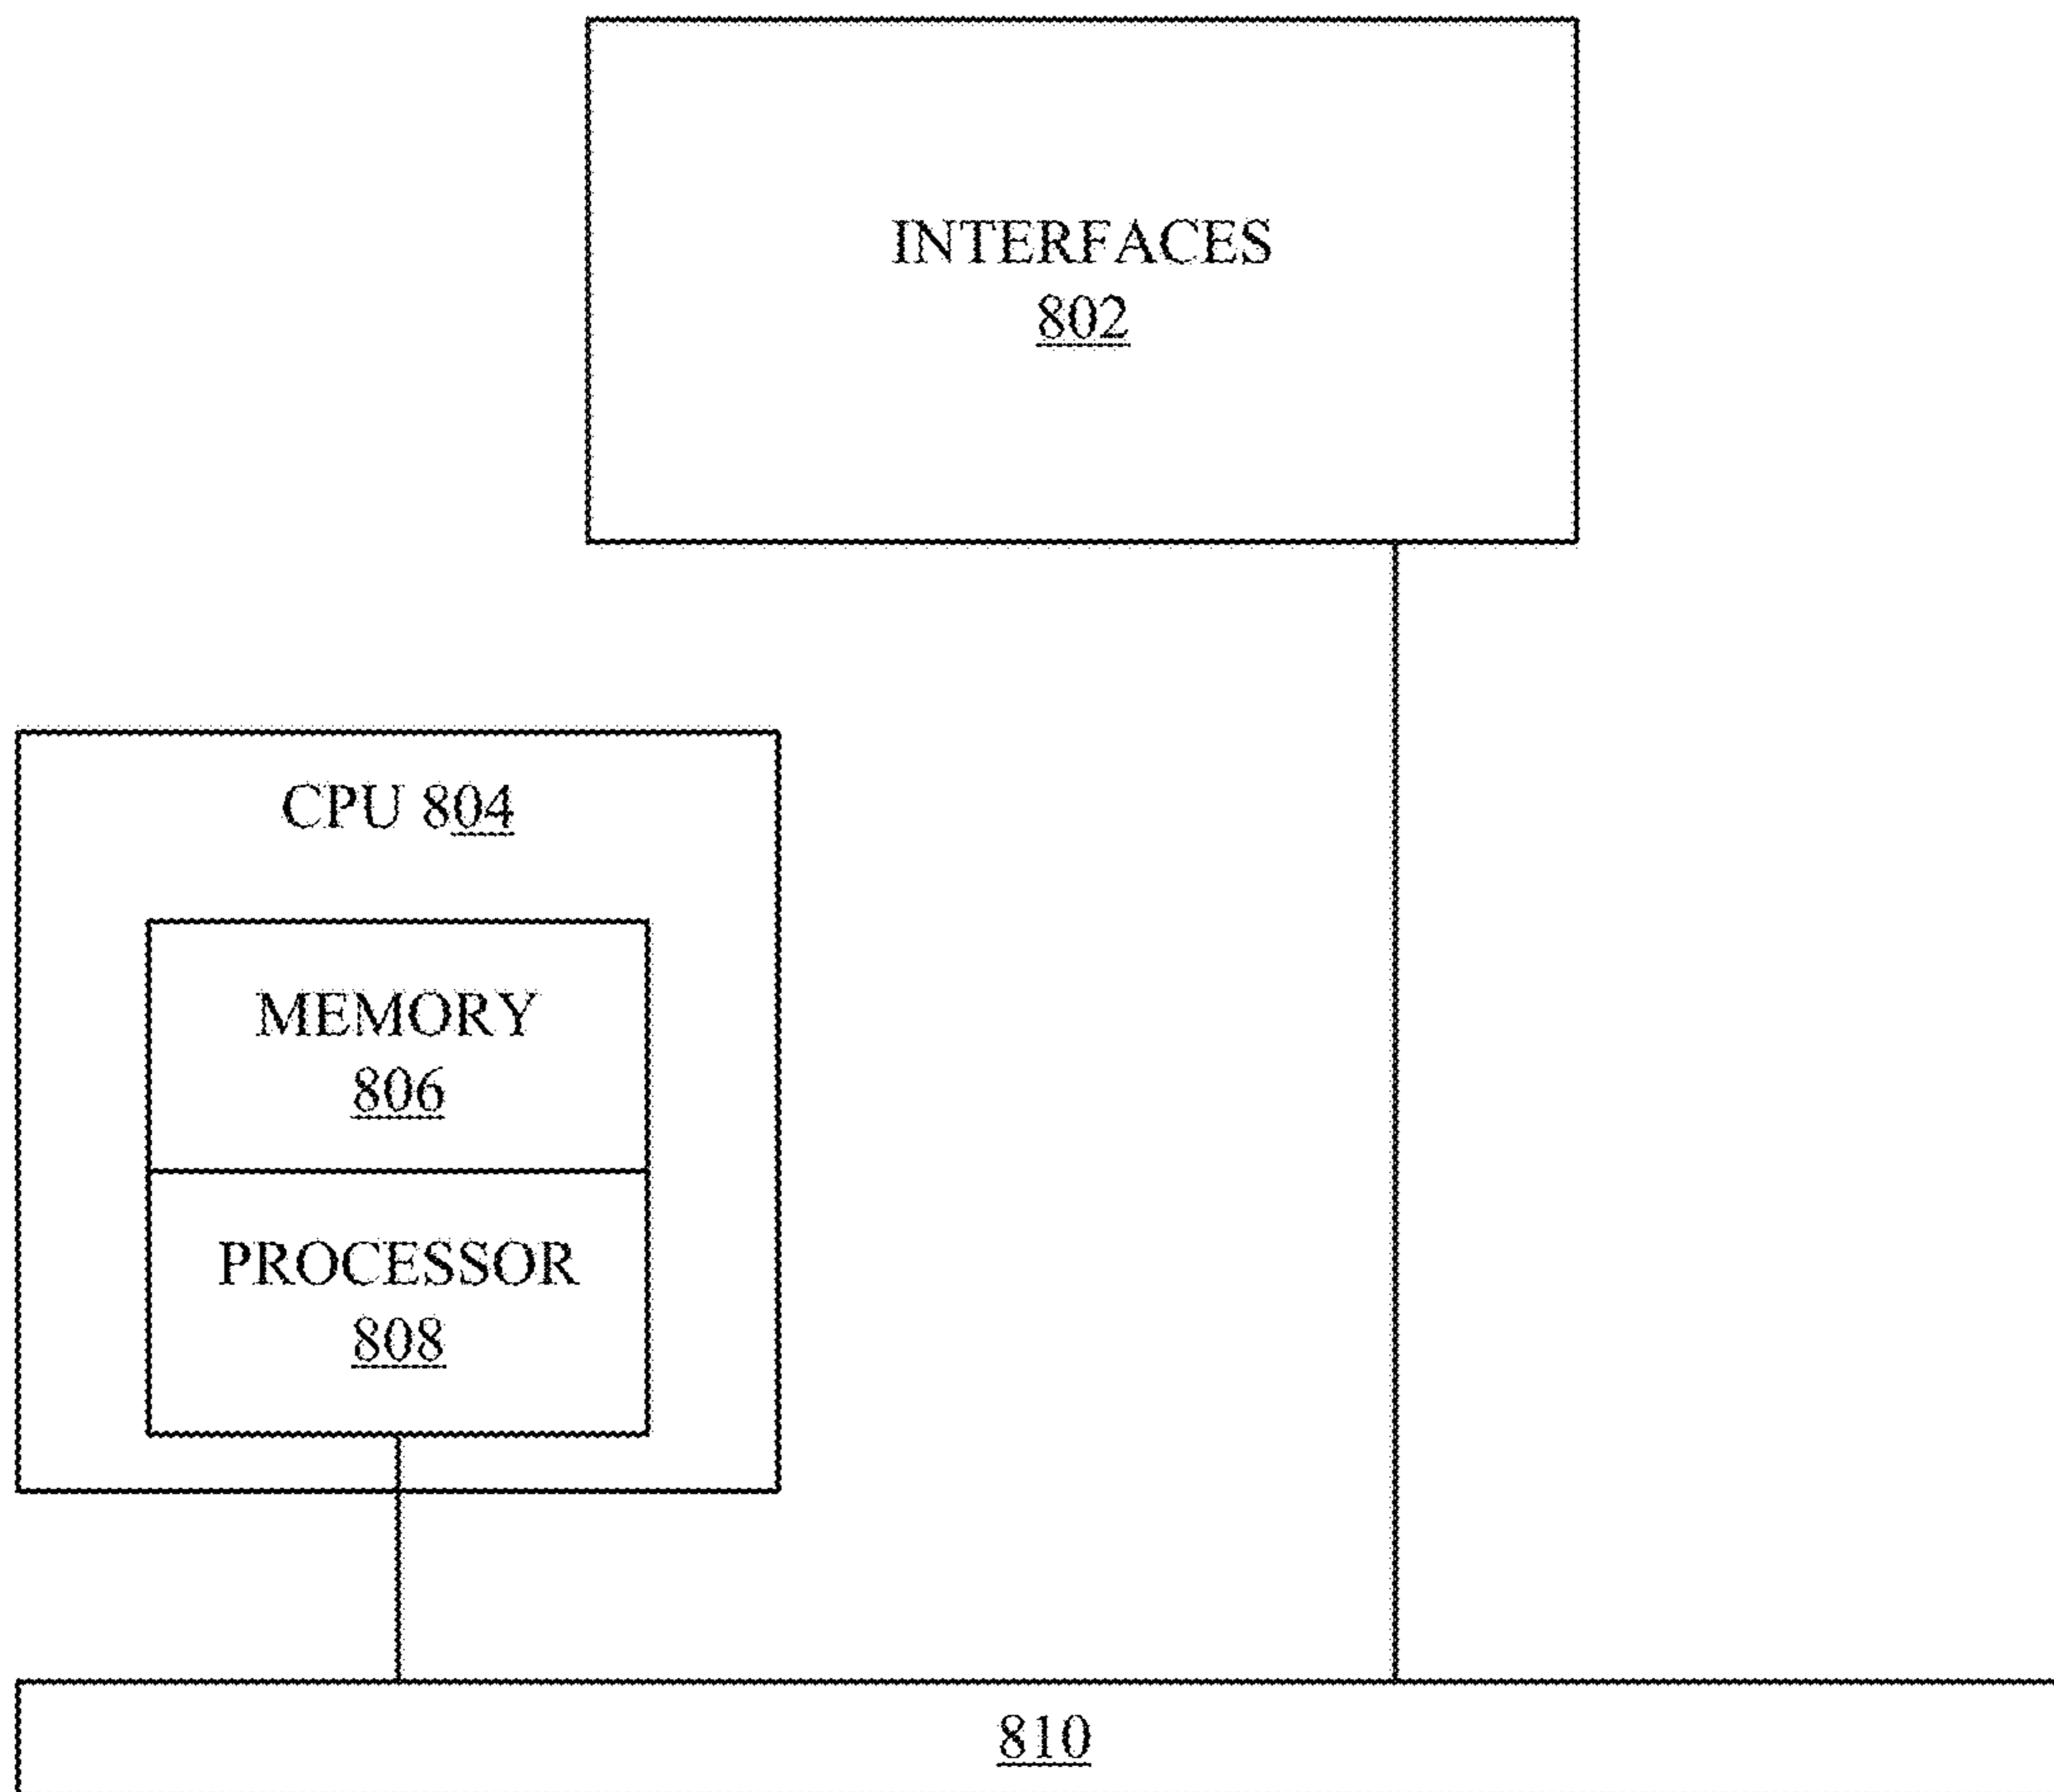 INTERFACES
802
CPU 804
MEMORY
806
PROCESSOR
808
810